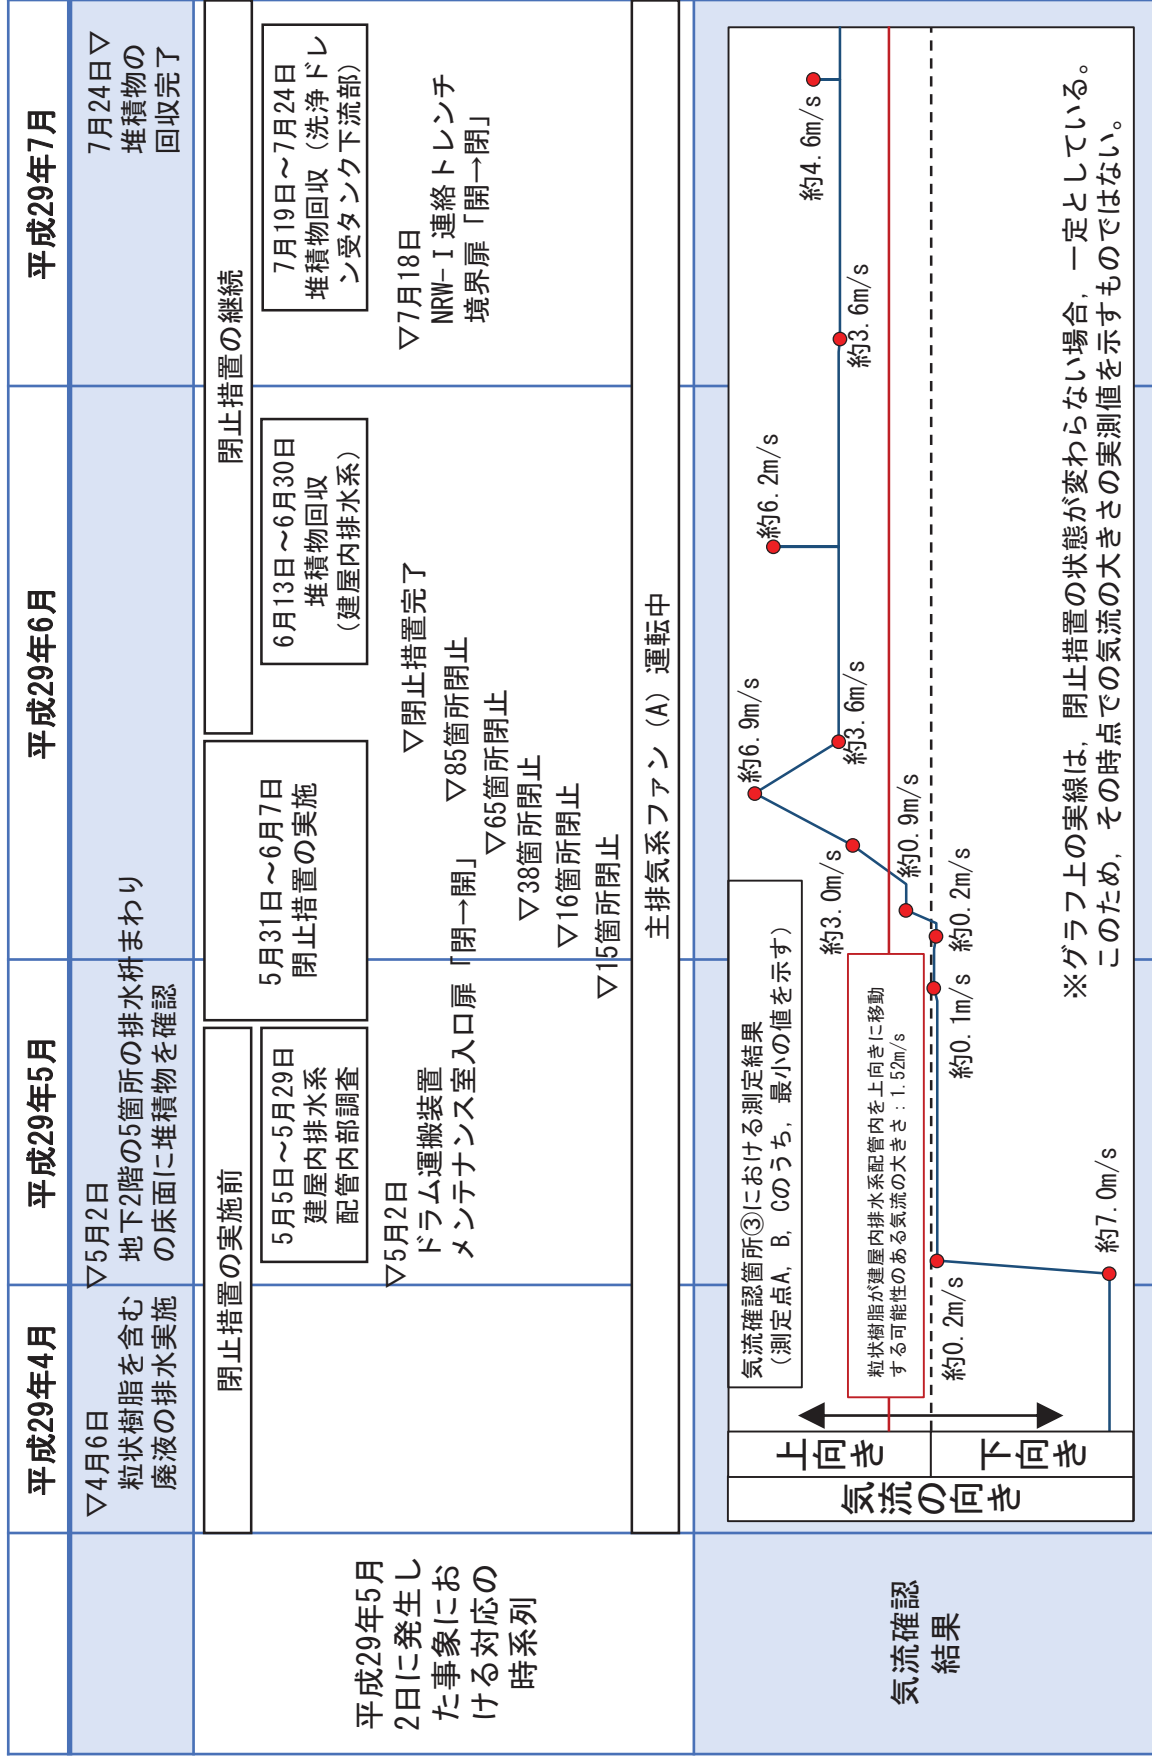 平成29年4月
平成29年5月
平成29年6月
平成29年7月
▽4月6日
粒状樹脂を含む
廃液の排水実施
▽5月2日
地下2階の5箇所の排水枡まわり
の床面に堆積物を確認
7月24日▽
堆積物の
回収完了
平成29年5月
2日に発生し
た事象にお
ける対応の
時系列
閉止措置の実施前
閉止措置の継続
5月5日～5月29日
建屋内排水系
配管内部調査
5月31日～6月7日
閉止措置の実施
6月13日～6月30日
堆積物回収
（建屋内排水系）
7月19日～7月24日
堆積物回収（洗浄ドレ
ン受タンク下流部）
▽5月2日
ドラム運搬装置
メンテナンス室入口扉「閉→開」
▽閉止措置完了
▽85箇所閉止
▽65箇所閉止
▽38箇所閉止
▽16箇所閉止
▽15箇所閉止
▽7月18日
NRW-Ⅰ連絡トレンチ
境界扉「開→閉」
主排気系ファン（A）運転中
気流確認
結果
気流の向き
上向き
下向き
気流確認箇所③における測定結果
（測定点A, B, Cのうち, 最小の値を示す）
粒状樹脂が建屋内排水系配管内を上向きに移動
する可能性のある気流の大きさ：1.52m/s
約7.0m/s
約0.2m/s
約0.1m/s
約0.2m/s
約0.9m/s
約3.0m/s
約6.9m/s
約3.6m/s
約6.2m/s
約3.6m/s
約4.6m/s
※グラフ上の実線は, 閉止措置の状態が変わらない場合, 一定としている。
このため, その時点での気流の大きさの実測値を示すものではない。